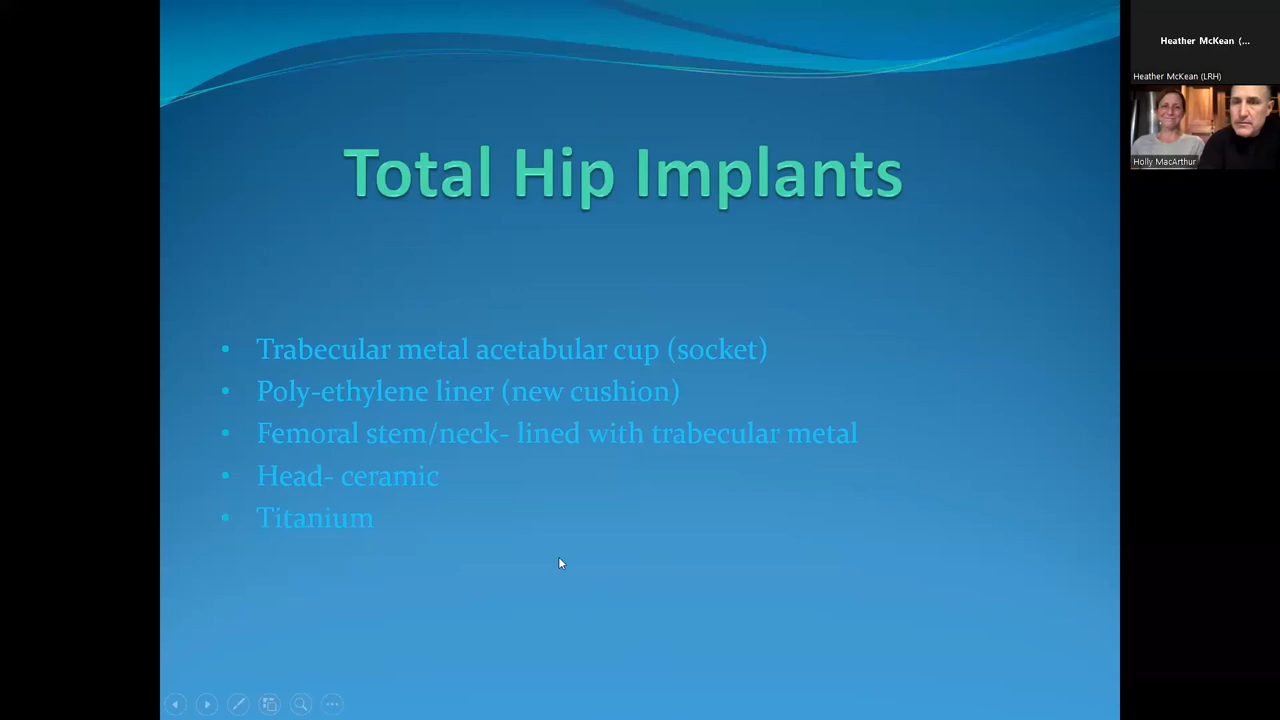 Total Hip Implants
• Trabecular metal acetabular cup (socket)
• Poly-ethylene liner (new cushion)
• Femoral stem/neck- lined with trabecular metal
• Head- ceramic
• Titanium
Heather McKean (...
Heather McKean (LRH)
Holly MacArthur